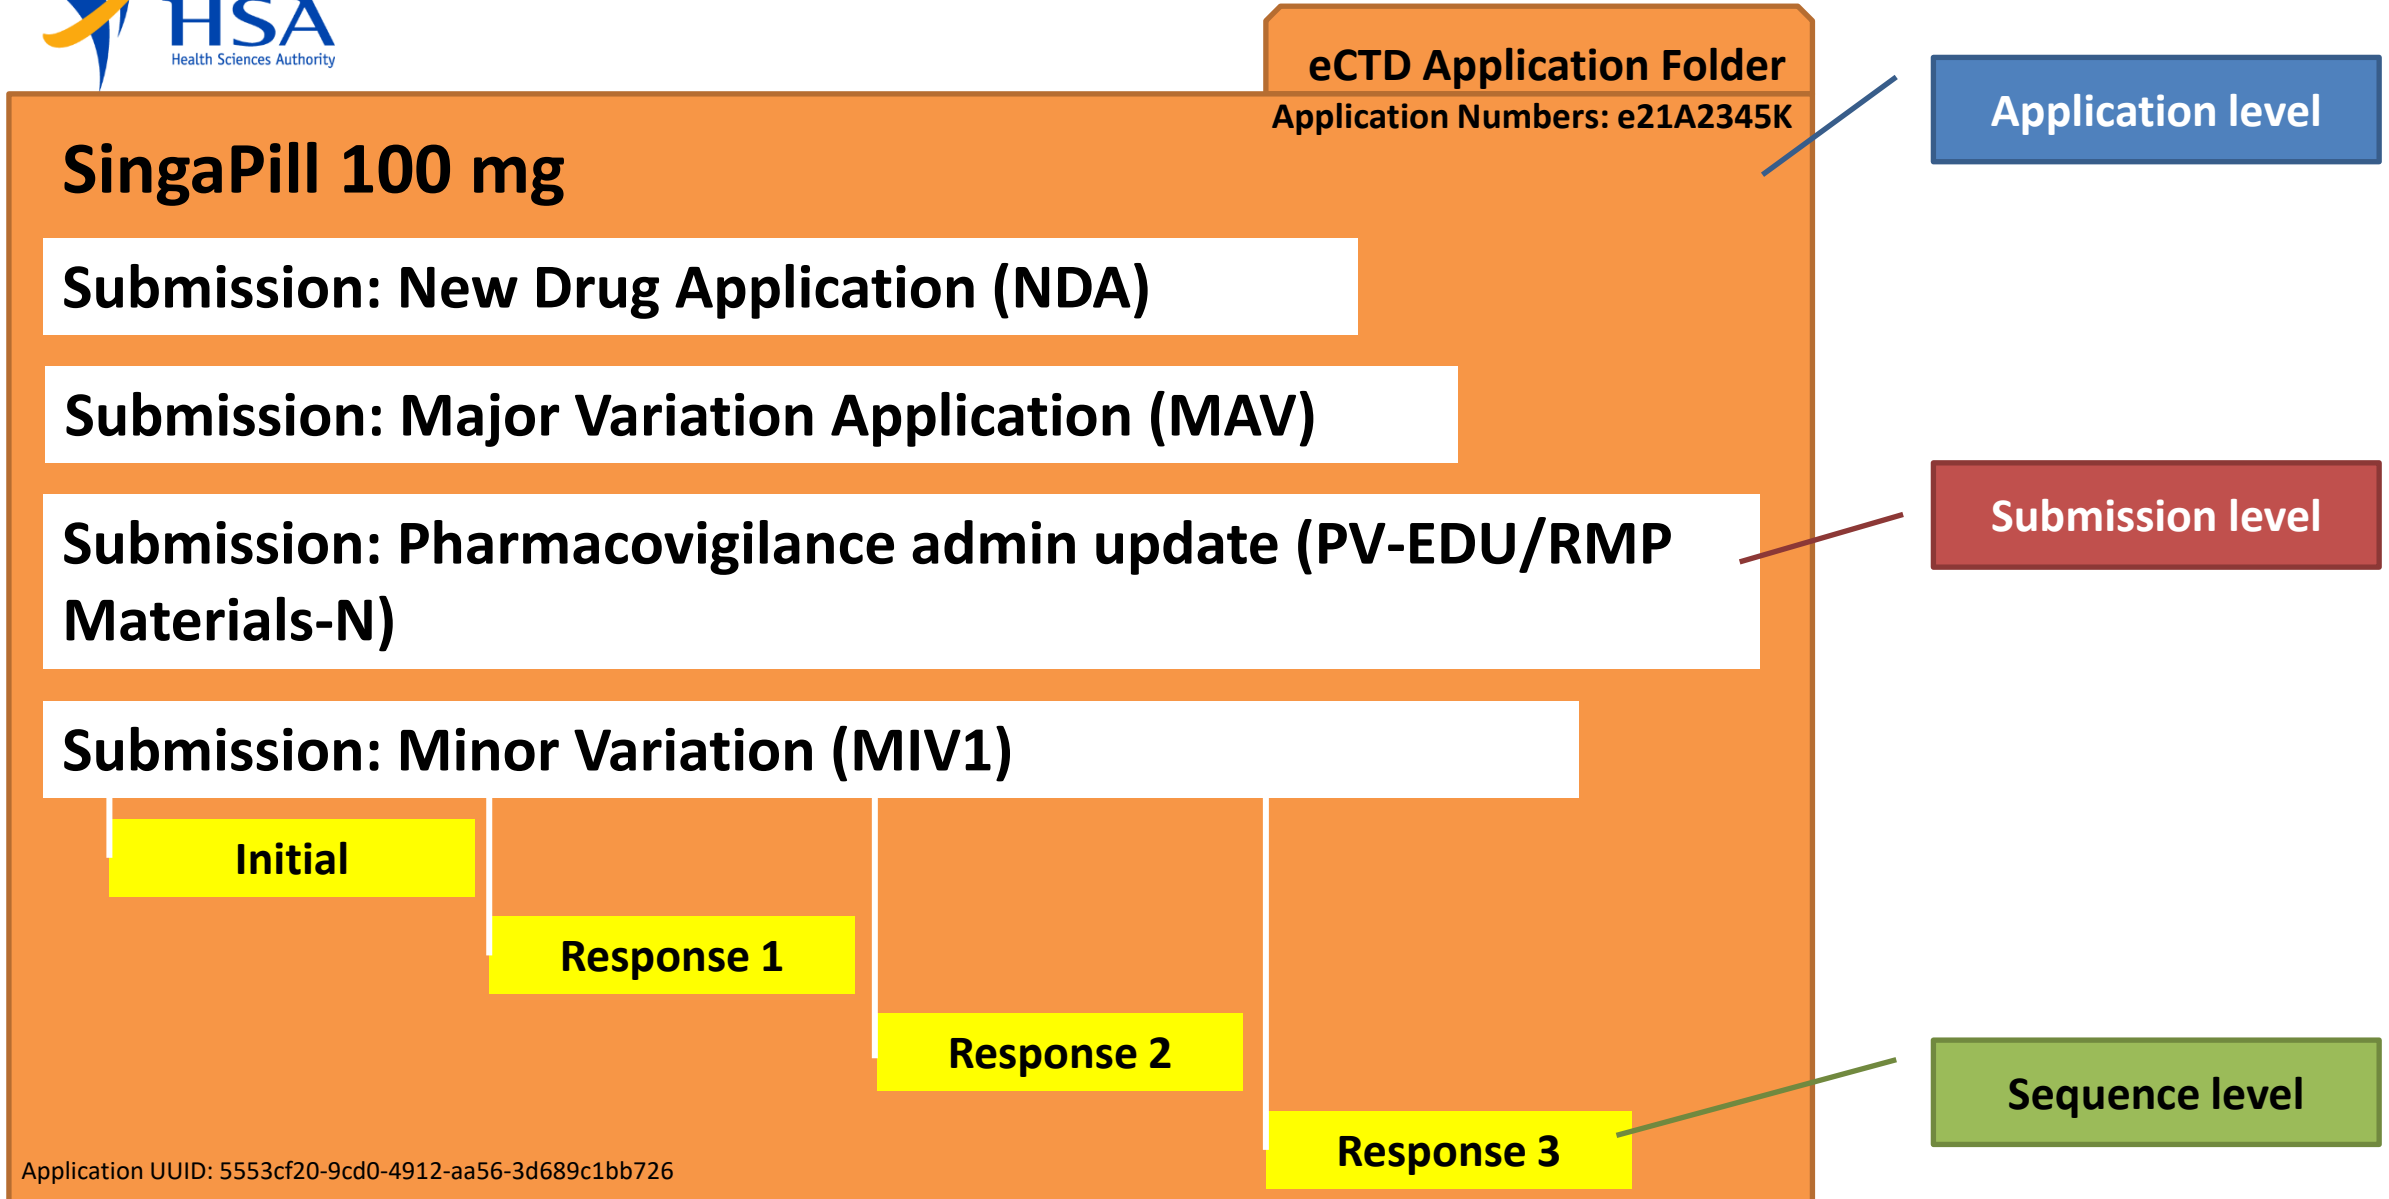 HSA
Health Sciences Authority
eCTD Application Folder
Application Numbers: e21A2345K
Application level
SingaPill 100 mg
Submission: New Drug Application (NDA)
Submission: Major Variation Application (MAV)
Submission: Pharmacovigilance admin update (PV-EDU/RMP
Materials-N)
Submission level
Submission: Minor Variation (MIV1)
Initial
Response 1
Response 2
Sequence level
Response 3
Application UUID: 5553cf20-9cd0-4912-aa56-3d689c1bb726